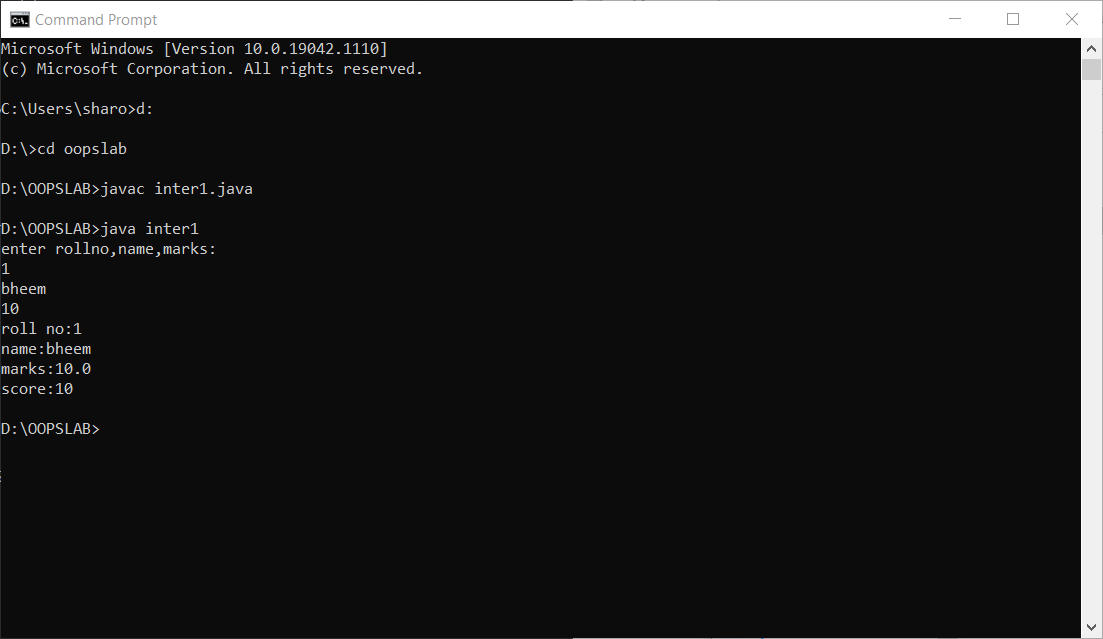 Command Prompt
Microsoft Windows [Version 10.0.19042.1110]
(c) Microsoft Corporation. All rights reserved.
C:\Users\sharo>d:
D:\>cd oopslab
D:\OOPSLAB>javac inter1.java
D:\OOPSLAB>java inter1
enter rollno,name,marks:
1
bheem
10
roll no:1
name:bheem
marks:10.0
score:10
D:\OOPSLAB>